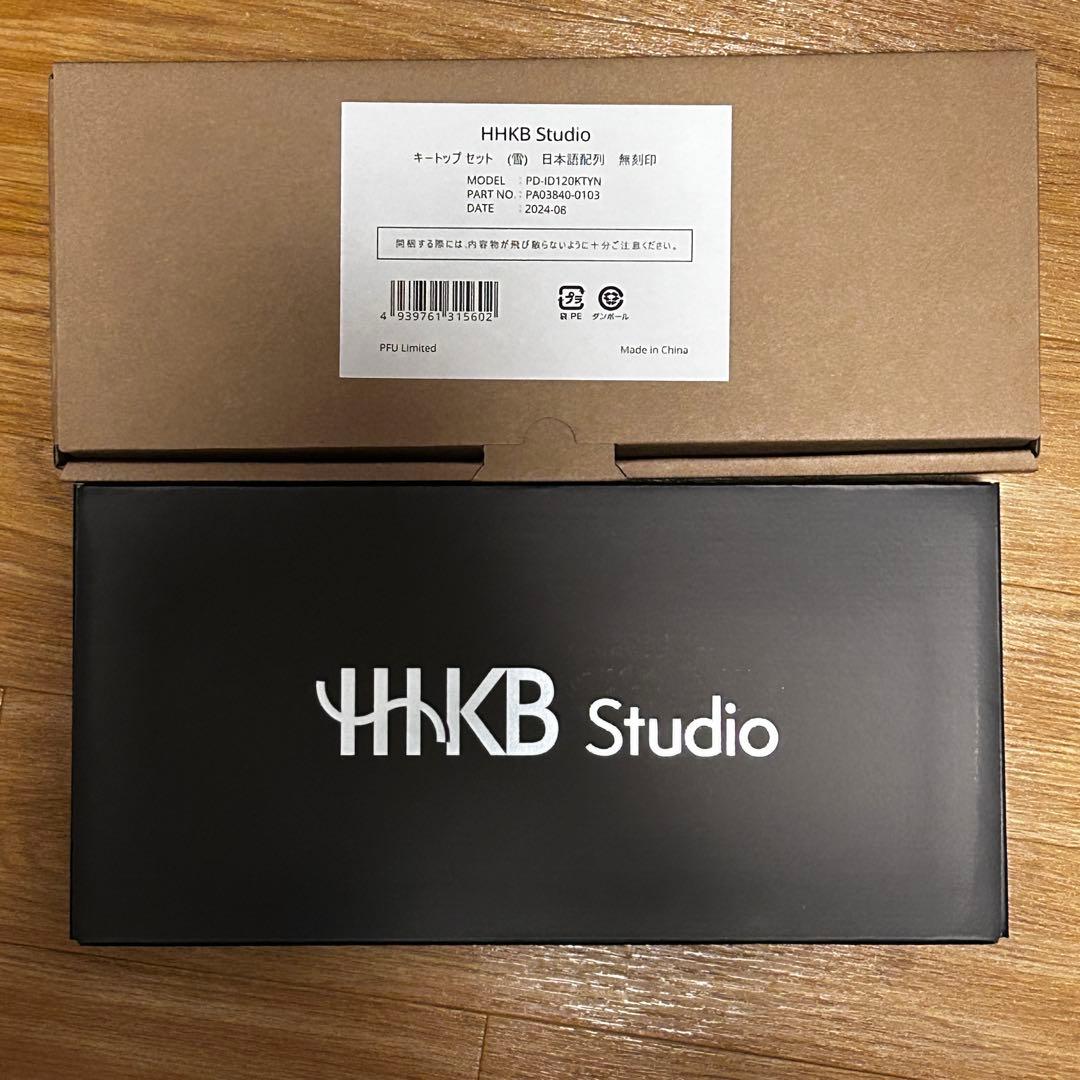 HHKB Studio
キートップ セット (雪) 日本語配列 無刻印
MODEL : PD-ID120KTYN
PART NO. : PA03840-0103
DATE : 2024-08
開梱する際には、内容物が飛び散らないように十分ご注意ください。
プラ
PE ダンボール
4 939761 315602
PFU Limited Made in China
HHKB Studio